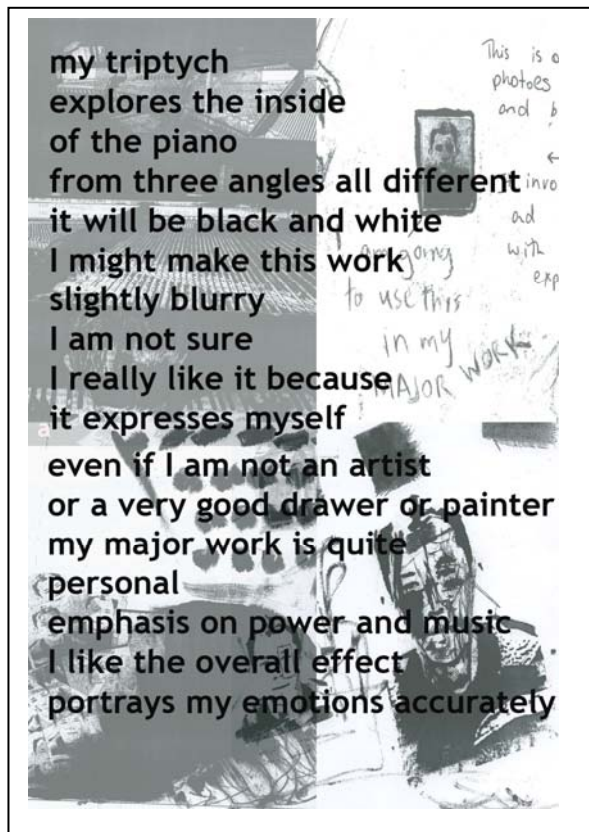 my triptych
explores the inside
of the piano
from three angles all different
it will be black and white
I might make this work
slightly blurry
I am not sure
I really like it because
it expresses myself
even if I am not an artist
or a very good drawer or painter
my major work is quite
personal
emphasis on power and music
I like the overall effect
portrays my emotions accurately
This is
photoes
and b
←
invo
ad
with
exp
going
to use this
in my
MAJOR WORK
a